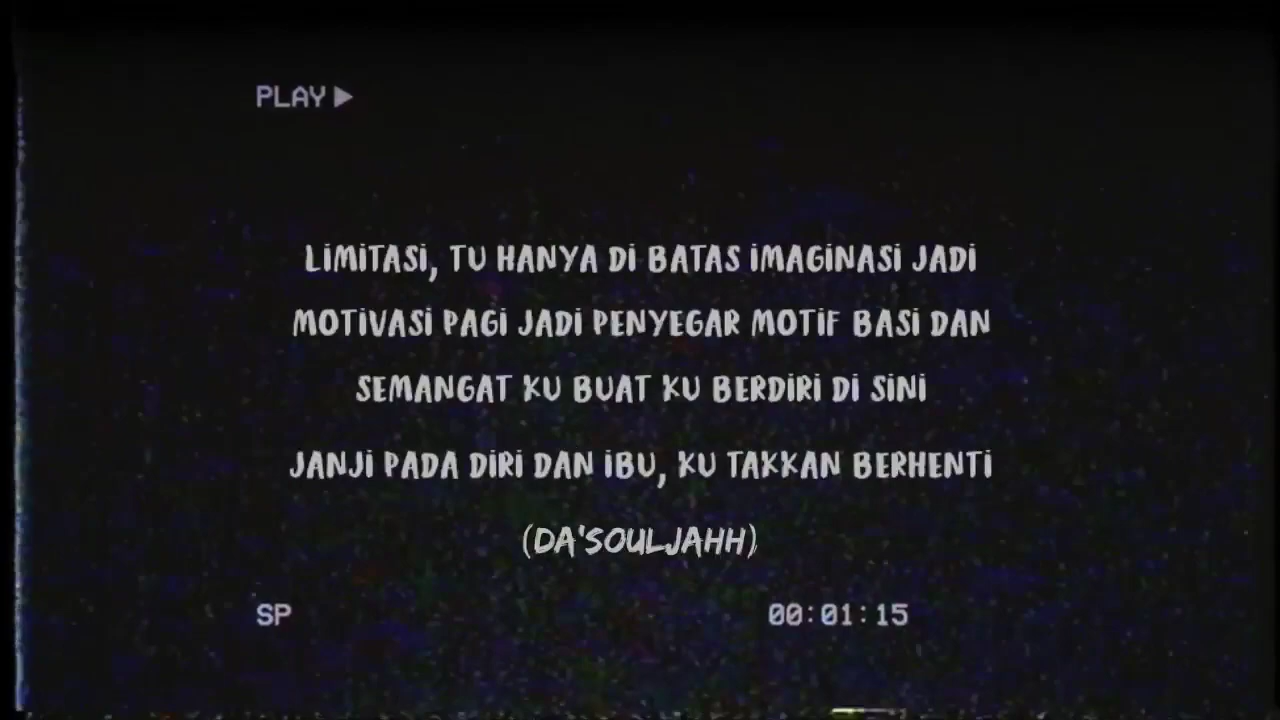 PLAY ▶
LiMiTASi, TU HANYA Di BATAS iMAGiNASi JADi
MOTiVASi PAGi JADi PENYEGAR MOTiF BASi DAN
SEMANGAT KU BUAT KU BERDiRi Di SiNi
JANJi PADA DiRi DAN iBU, KU TAKKAN BERHENTi
(DA'SOULJAHH)
SP
00:01:15